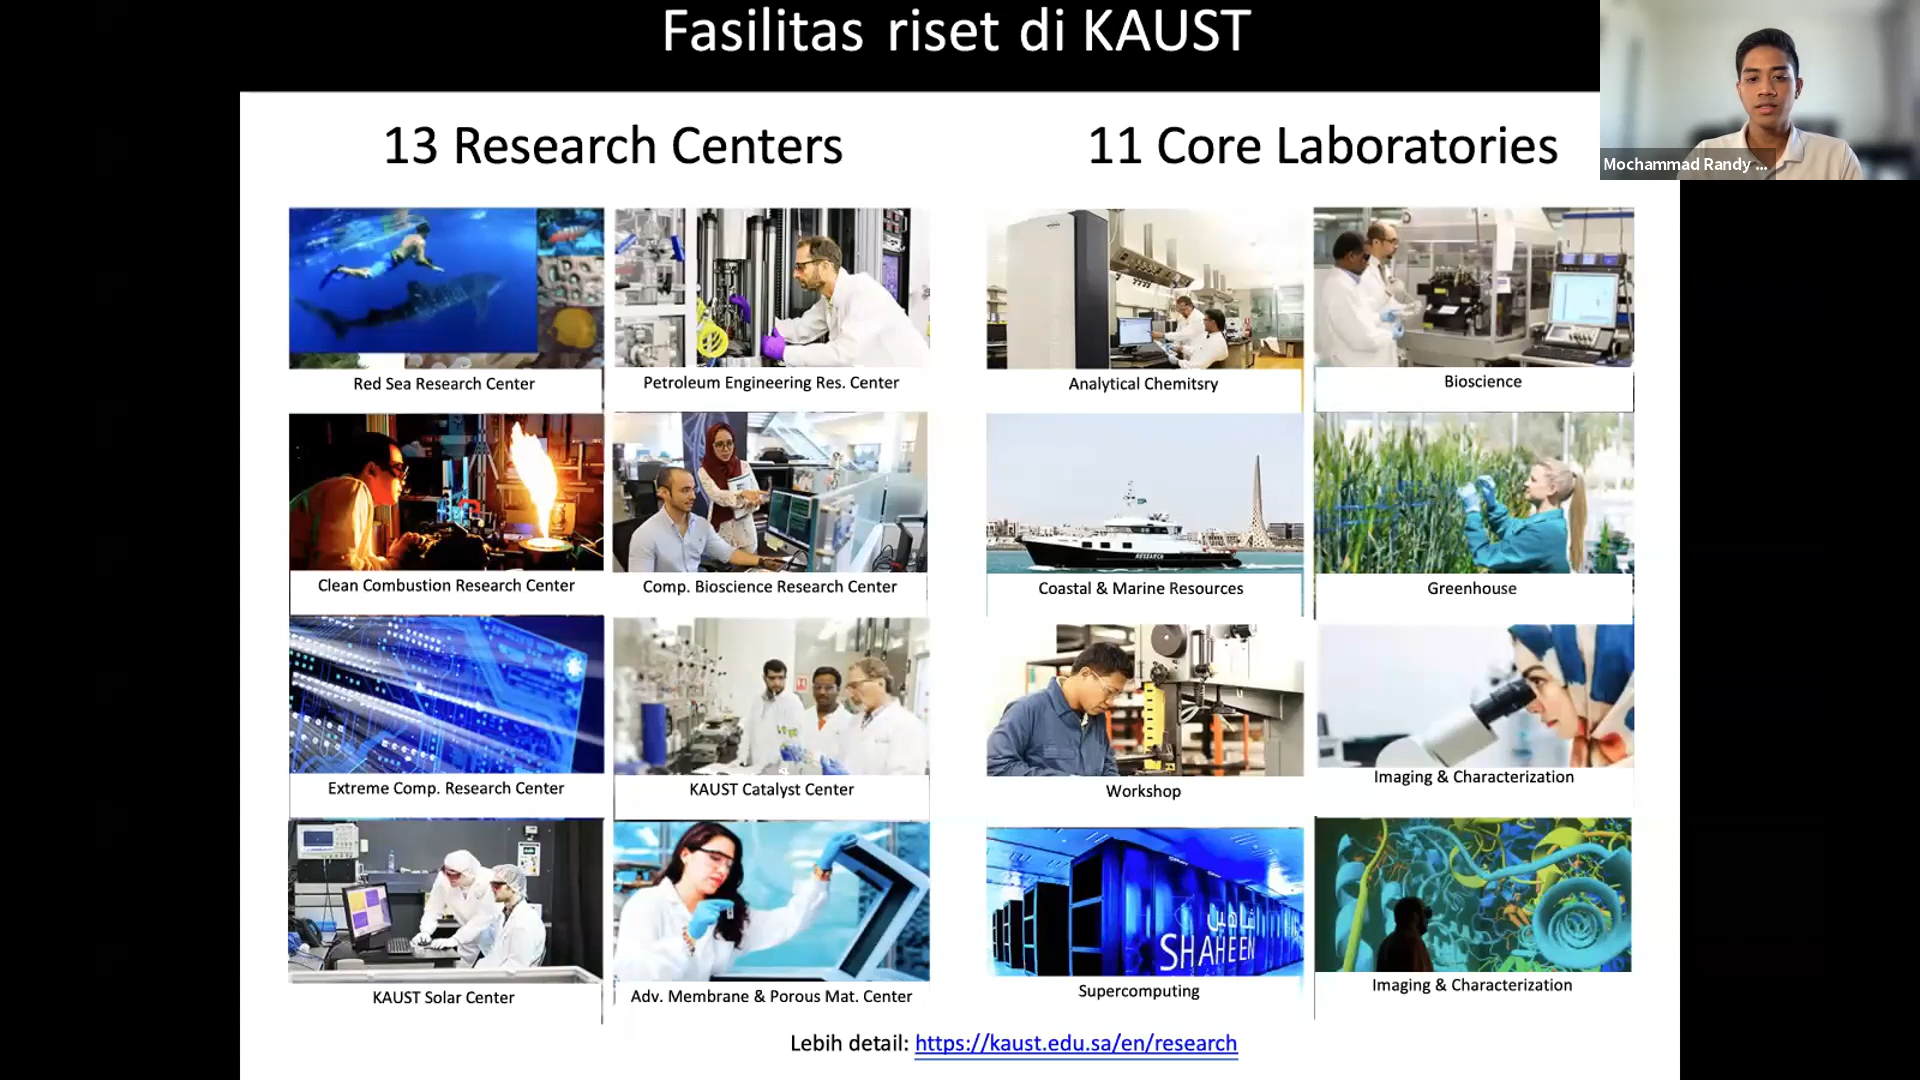 Fasilitas riset di KAUST
Mochammad Randy ...
13 Research Centers
11 Core Laboratories
Red Sea Research Center
Petroleum Engineering Res. Center
Analytical Chemitsry
Bioscience
RESEARCH
Clean Combustion Research Center
Comp. Bioscience Research Center
Coastal & Marine Resources
Greenhouse
Extreme Comp. Research Center
KAUST Catalyst Center
Workshop
Imaging & Characterization
شاهين
SHAHEEN
KAUST Solar Center
Adv. Membrane & Porous Mat. Center
Supercomputing
Imaging & Characterization
Lebih detail: https://kaust.edu.sa/en/research